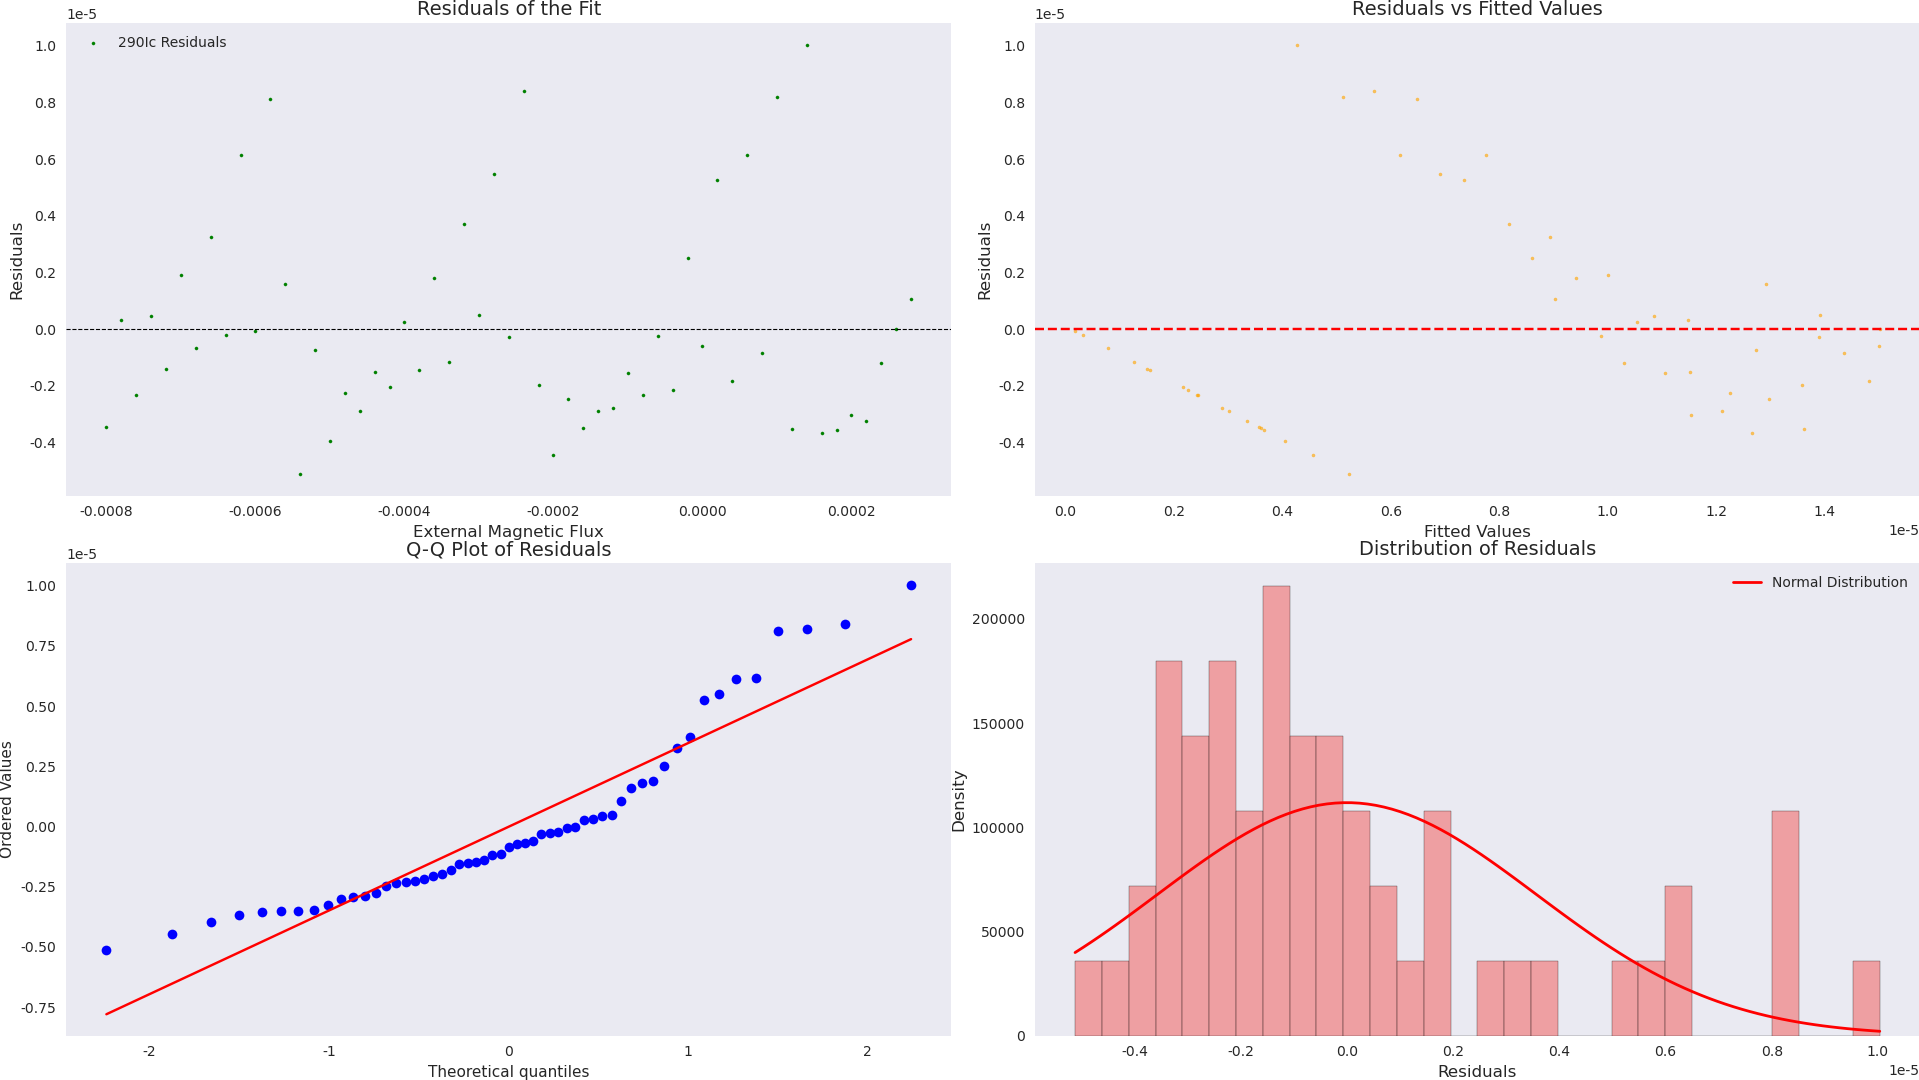 Residuals of the Fit
1e-5
290Ic Residuals
1.0
0.8
0.6
0.4
0.2
0.0
-0.2
-0.4
Residuals
-0.0008 -0.0006 -0.0004 -0.0002 0.0000 0.0002
External Magnetic Flux
Residuals vs Fitted Values
1e-5
1.0
0.8
0.6
0.4
0.2
0.0
-0.2
-0.4
Residuals
0.0 0.2 0.4 0.6 0.8 1.0 1.2 1.4
1e-5
Fitted Values
Q-Q Plot of Residuals
1e-5
1.00
0.75
0.50
0.25
0.00
-0.25
-0.50
-0.75
Ordered Values
-2 -1 0 1 2
Theoretical quantiles
Distribution of Residuals
Normal Distribution
200000
150000
100000
50000
0
Density
-0.4 -0.2 0.0 0.2 0.4 0.6 0.8 1.0
1e-5
Residuals